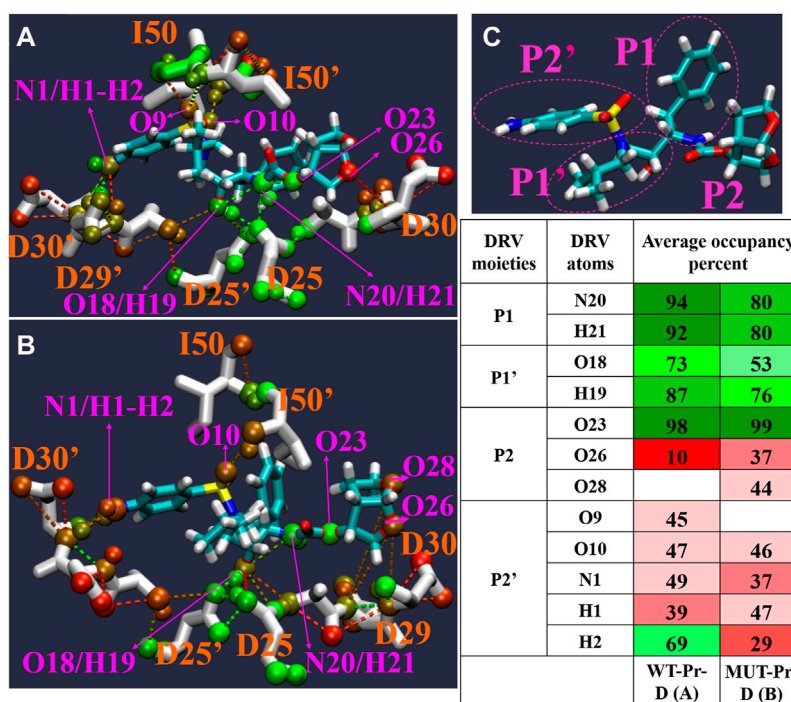 A
I50
I50'
N1/H1-H2
O9
O10
O23
O26
D30'
D29'
D30
D25'
D25
O18/H19
N20/H21
B
I50
N1/H1-H2
I50'
O10
O23
D30'
O28
O26
D30
D29
D25'
D25
O18/H19
N20/H21
C
P1
P2'
P1'
P2
DRV moieties DRV atoms Average occupancy percent
P1 N20 94 80
H21 92 80
P1' O18 73 53
H19 87 76
P2 O23 98 99
O26 10 37
O28 44
P2' O9 45
O10 47 46
N1 49 37
H1 39 47
H2 69 29
WT-Pr-D (A) MUT-Pr D (B)